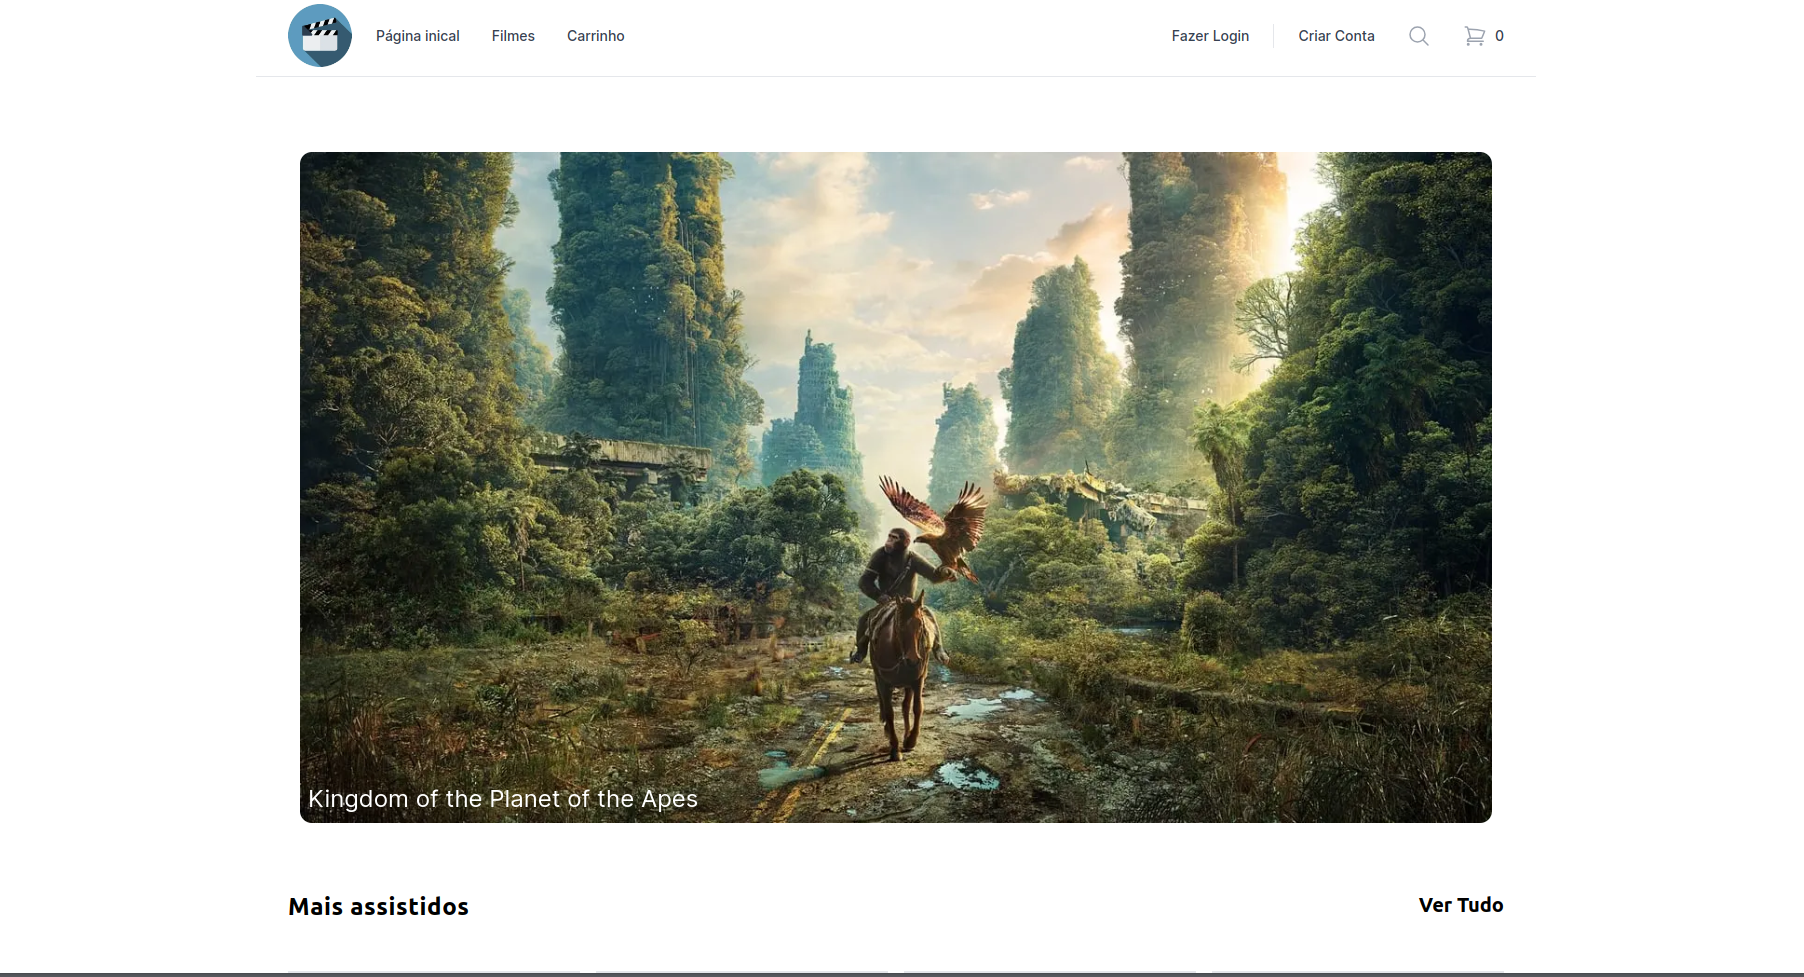 Página inical
Filmes
Carrinho
Fazer Login
Criar Conta
0
Kingdom of the Planet of the Apes
Mais assistidos
Ver Tudo